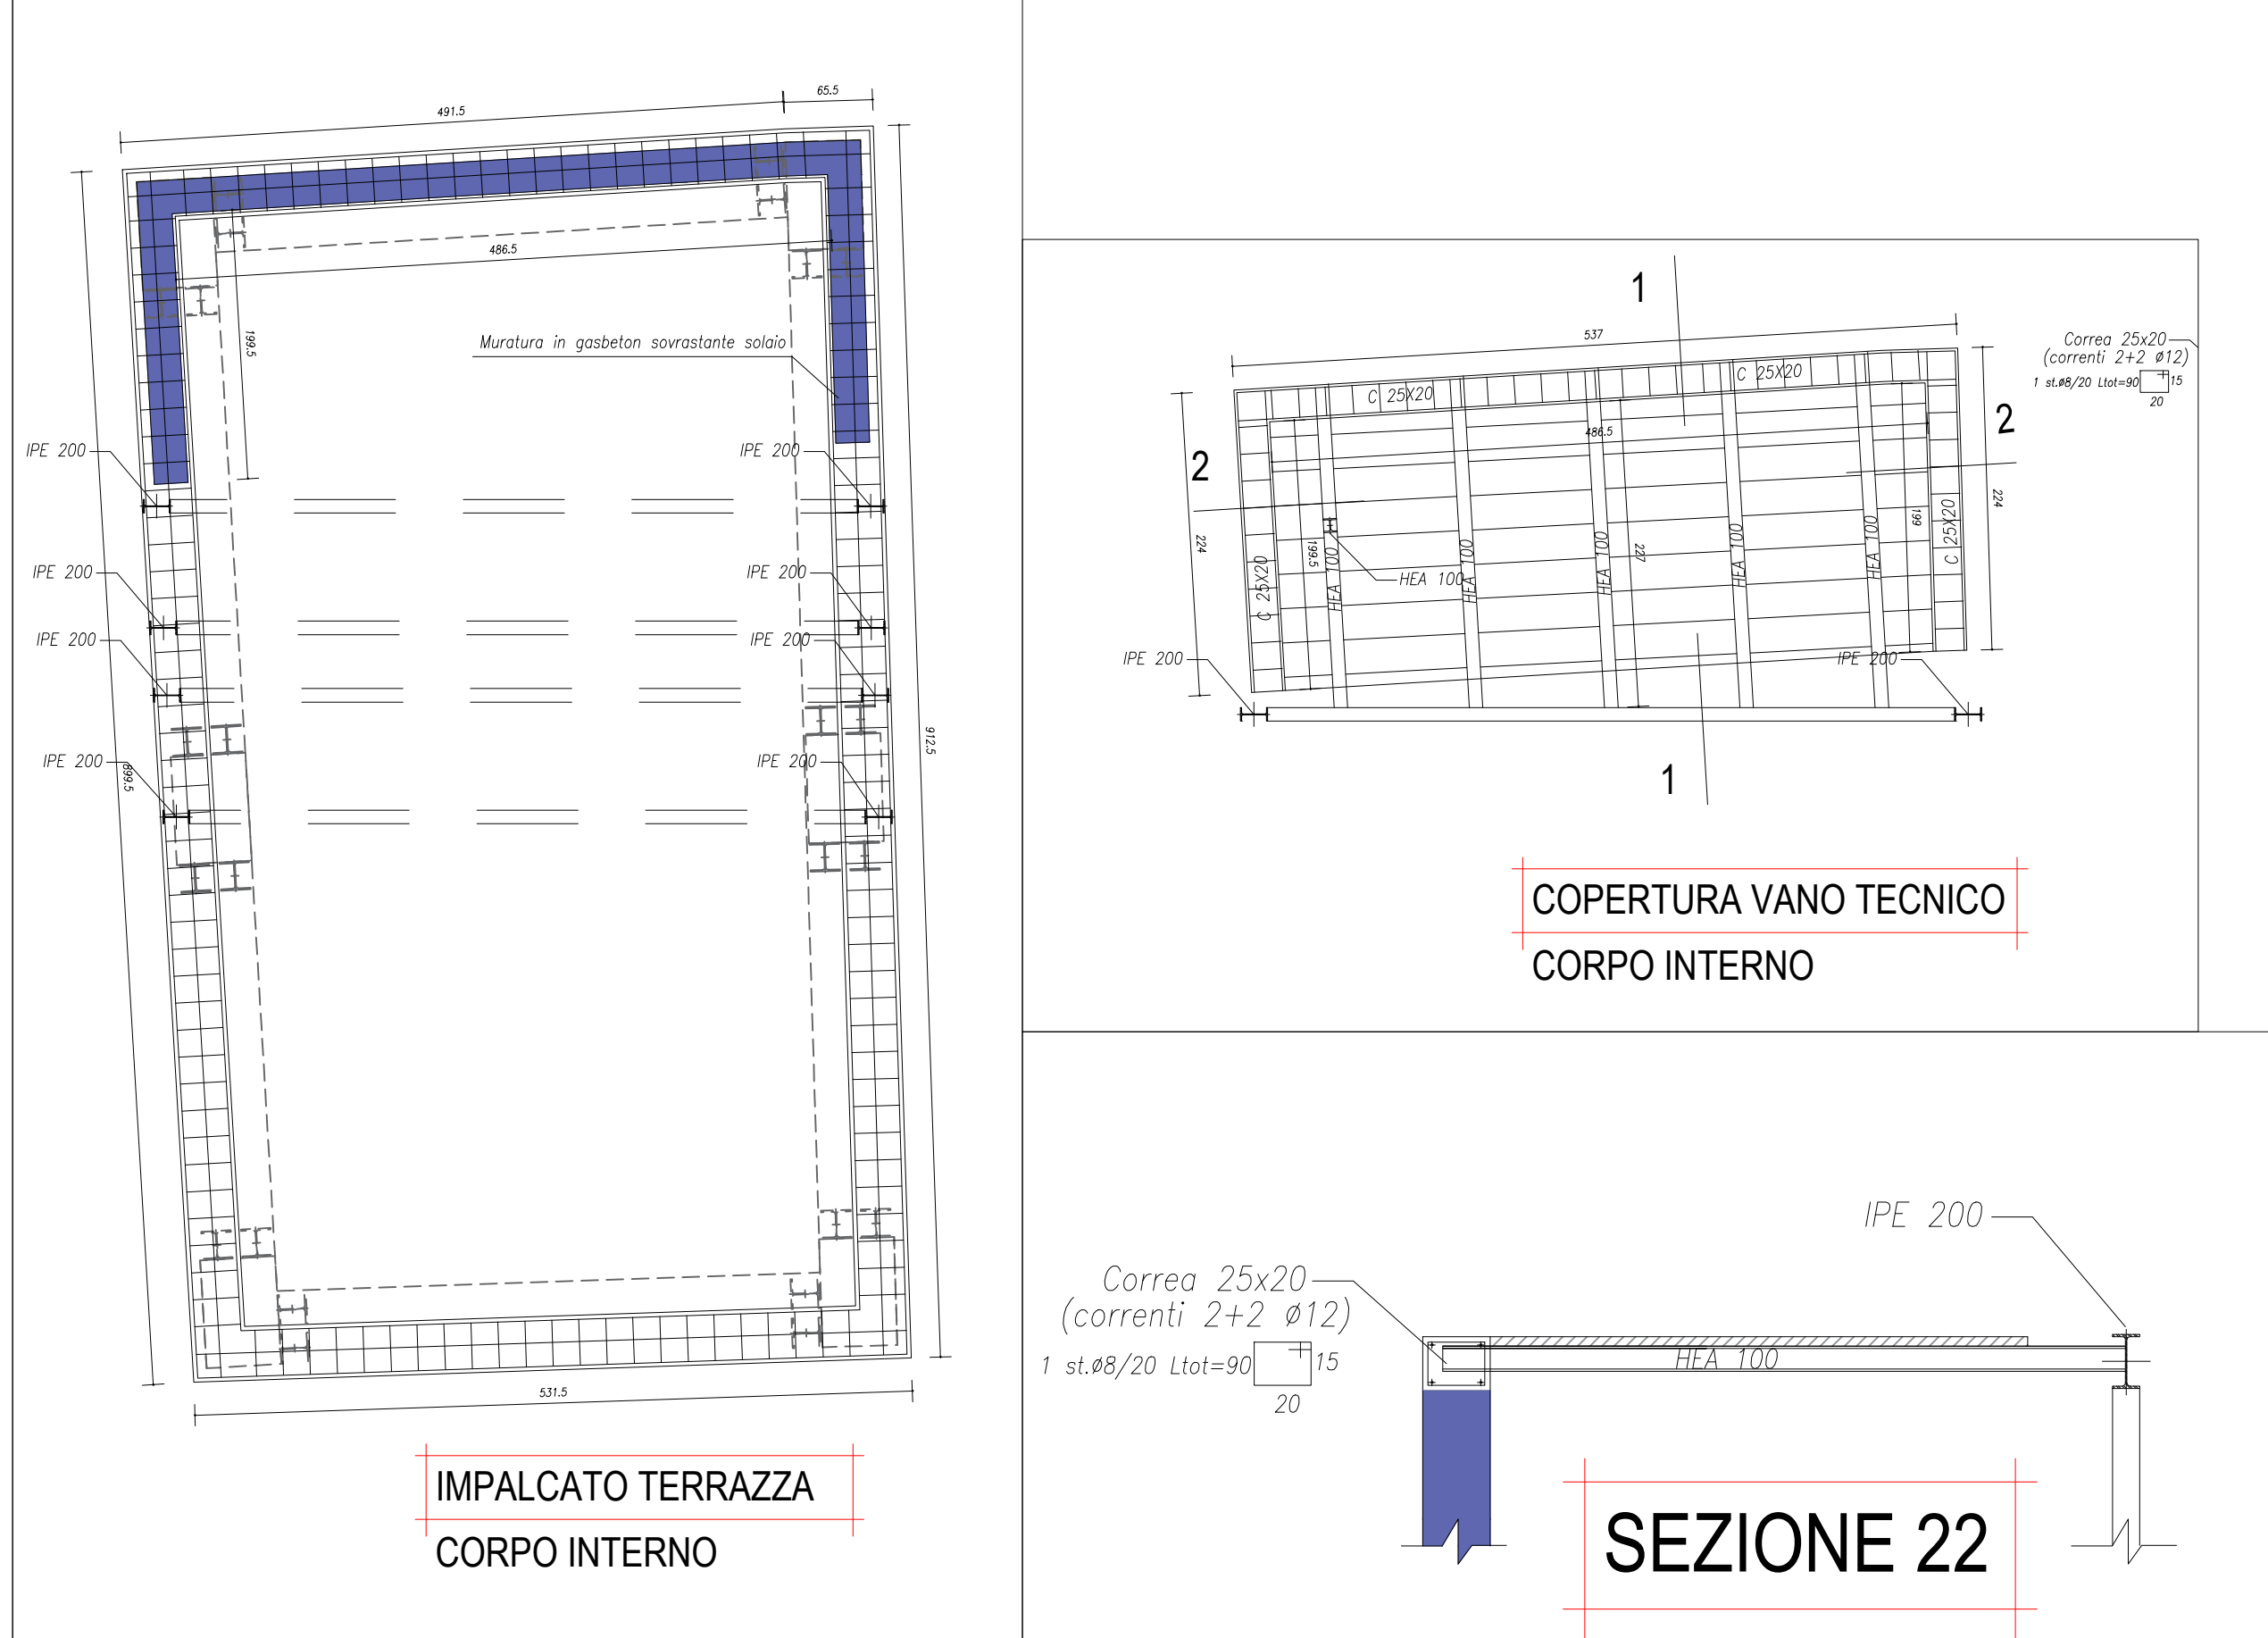 491.5
65.5
486.5
199.5
Muratura in gasbeton sovrastante solaio
IPE 200
IPE 200
IPE 200
IPE 200
IPE 200
IPE 200
IPE 200
IPE 200
899.5
912.5
531.5
IMPALCATO TERRAZZA
CORPO INTERNO
1
537
Correa 25x20
(correnti 2+2 ø12)
1 st.ø8/20 Ltot=90
15
20
C 25X20
C 25X20
2
2
486.5
224
224
199.5
227
199
C 25X20
C 25X20
HEA 100
HEA 100
HEA 100
HEA 100
HEA 100
HEA 100
IPE 200
IPE 200
1
COPERTURA VANO TECNICO
CORPO INTERNO
IPE 200
Correa 25x20
(correnti 2+2 ø12)
1 st.ø8/20 Ltot=90
15
20
HEA 100
SEZIONE 22